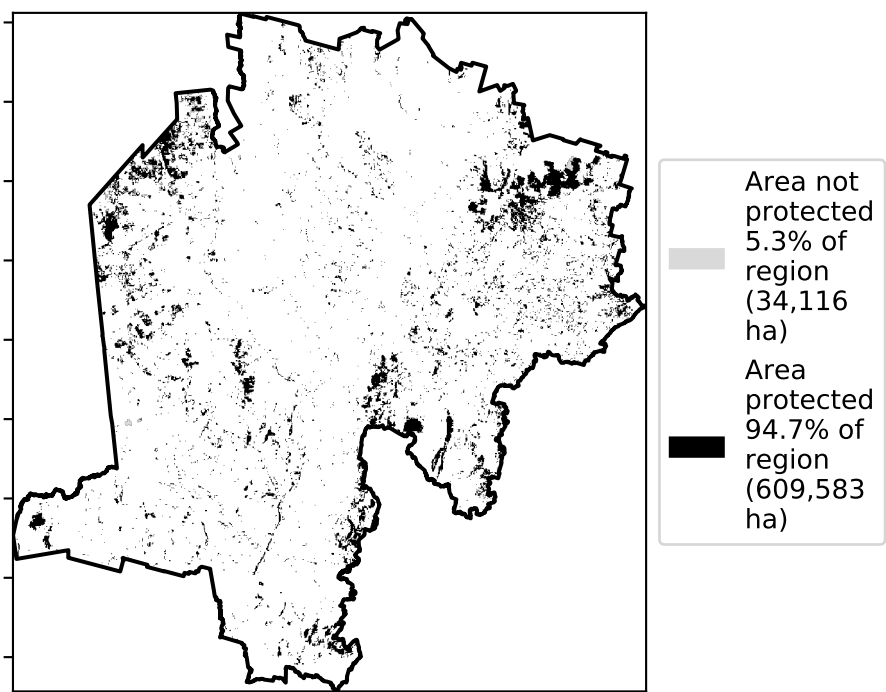 Area not
protected
5.3% of
region
(34,116
ha)
Area
protected
94.7% of
region
(609,583
ha)